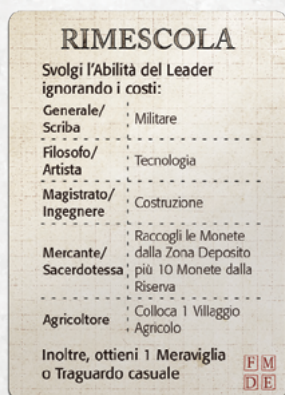 RIMESCOLA
Svolgi l'Abilità del Leader
ignorando i costi:
Generale/
Scriba
Militare
Filosofo/
Artista
Tecnologia
Magistrato/
Ingegnere
Costruzione
Mercante/
Sacerdotessa
Raccogli le Monete
dalla Zona Deposito
più 10 Monete dalla
Riserva
Agricoltore
Colloca 1 Villaggio
Agricolo
Inoltre, ottieni 1 Meraviglia
o Traguardo casuale
F M
D E